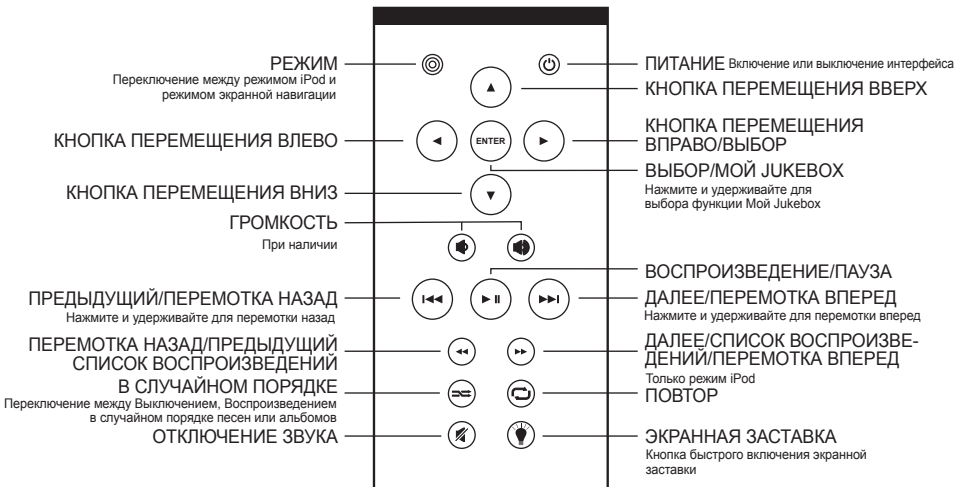 РЕЖИМ
Переключение между режимом iPod и
режимом экранной навигации
КНОПКА ПЕРЕМЕЩЕНИЯ ВЛЕВО
КНОПКА ПЕРЕМЕЩЕНИЯ ВНИЗ
ГРОМКОСТЬ
При наличии
ПРЕДЫДУЩИЙ/ПЕРЕМОТКА НАЗАД
Нажмите и удерживайте для перемотки назад
ПЕРЕМОТКА НАЗАД/ПРЕДЫДУЩИЙ
СПИСОК ВОСПРОИЗВЕДЕНИЙ
В СЛУЧАЙНОМ ПОРЯДКЕ
Переключение между Выключением, Воспроизведением
в случайном порядке песен или альбомов
ОТКЛЮЧЕНИЕ ЗВУКА
ENTER
ПИТАНИЕ Включение или выключение интерфейса
КНОПКА ПЕРЕМЕЩЕНИЯ ВВЕРХ
КНОПКА ПЕРЕМЕЩЕНИЯ
ВПРАВО/ВЫБОР
ВЫБОР/МОЙ JUKEBOX
Нажмите и удерживайте для
выбора функции Мой Jukebox
ВОСПРОИЗВЕДЕНИЕ/ПАУЗА
ДАЛЕЕ/ПЕРЕМОТКА ВПЕРЕД
Нажмите и удерживайте для перемотки вперед
ДАЛЕЕ/СПИСОК ВОСПРОИЗВЕ-
ДЕНИЙ/ПЕРЕМОТКА ВПЕРЕД
Только режим iPod
ПОВТОР
ЭКРАННАЯ ЗАСТАВКА
Кнопка быстрого включения экранной
заставки